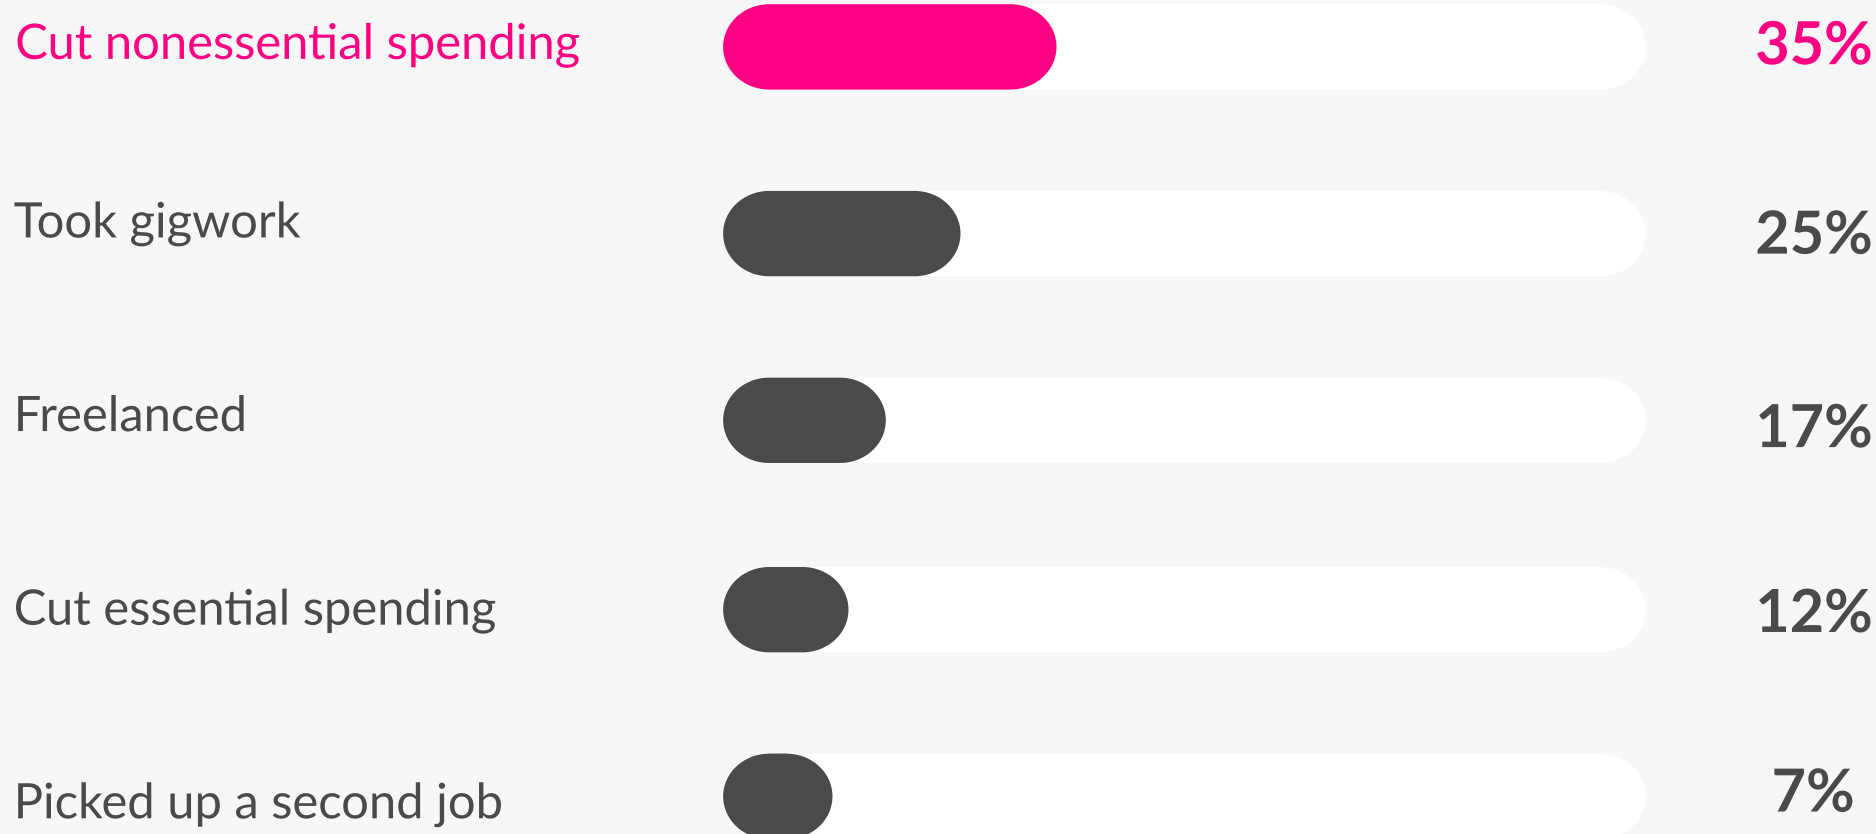 Cut nonessential spending 35%
Took gigwork 25%
Freelanced 17%
Cut essential spending 12%
Picked up a second job 7%